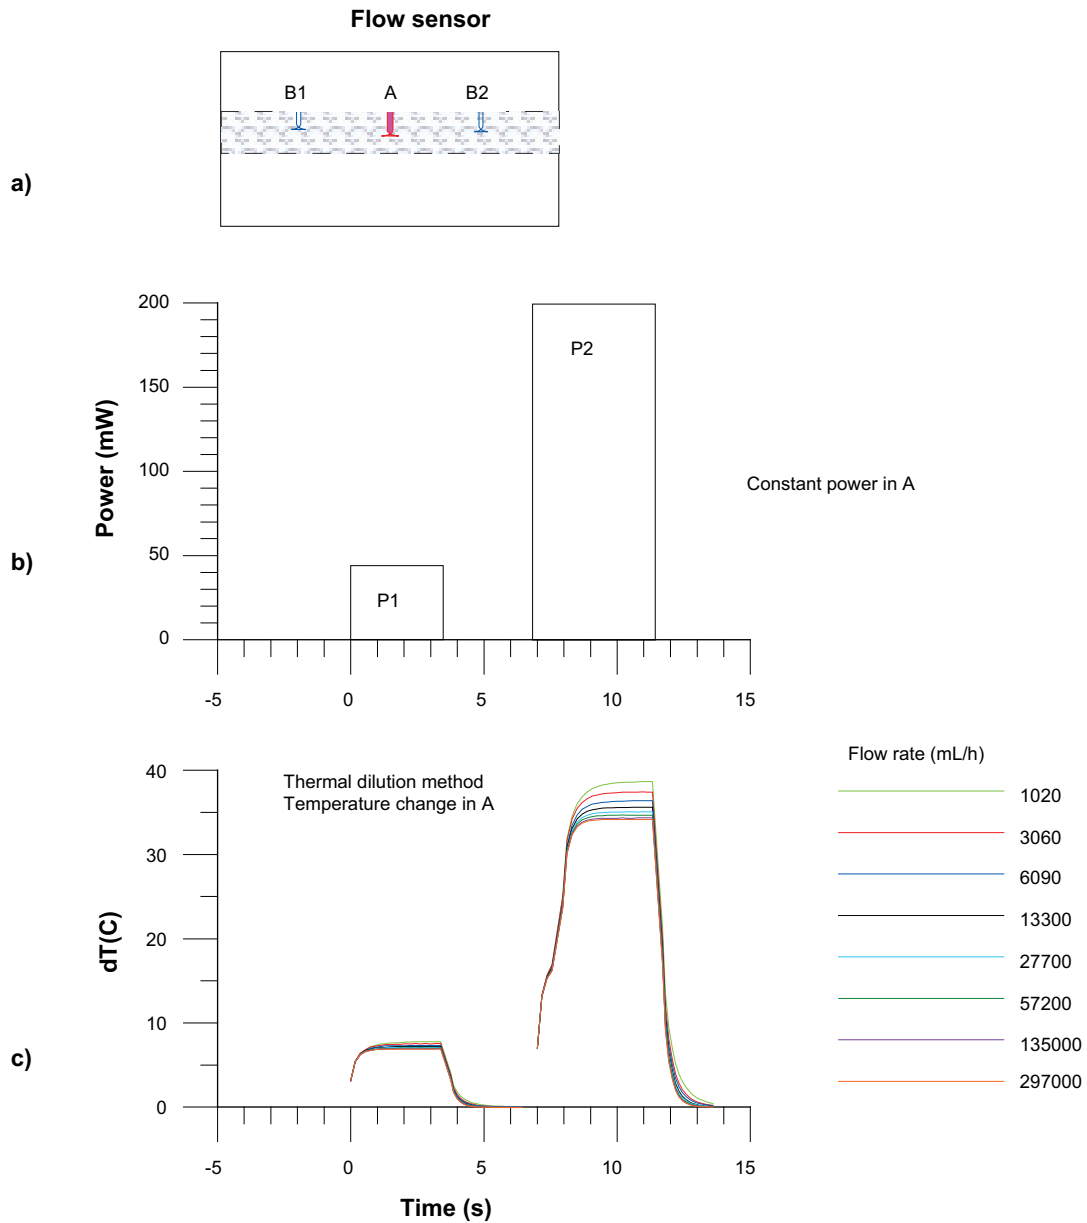 Flow sensor
B1 A B2
a)
200
150
100
50
0
Power (mW)
P1
P2
Constant power in A
b)
-5 0 5 10 15
Flow rate (mL/h)
1020
3060
6090
13300
27700
57200
135000
297000
Thermal dilution method
Temperature change in A
40
30
20
10
0
dT(C)
c)
-5 0 5 10 15
Time (s)